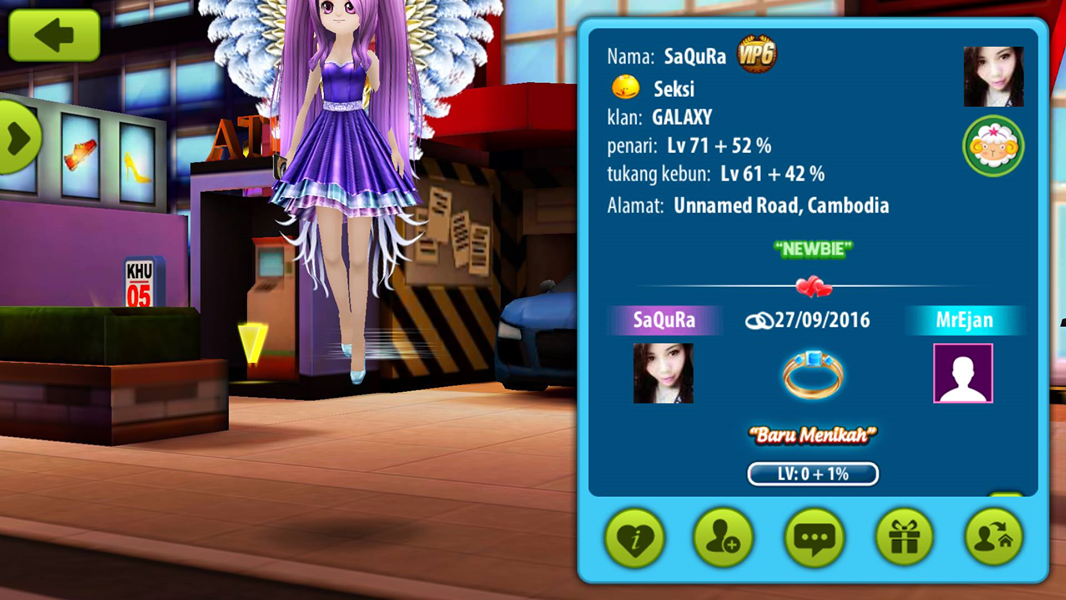 Nama: SaQuRa VIP6
Seksi
klan: GALAXY
penari: Lv 71 + 52 %
tukang kebun: Lv 61 + 42 %
Alamat: Unnamed Road, Cambodia
"NEWBIE"
SaQuRa 27/09/2016 MrEjan
"Baru Menikah"
LV: 0 + 1%
KHU
05